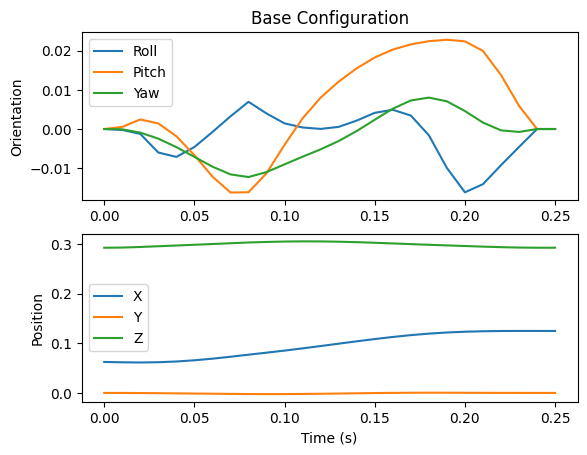 Base Configuration
Orientation
0.02
0.01
0.00
−0.01
Roll
Pitch
Yaw
0.00 0.05 0.10 0.15 0.20 0.25
Position
0.3
0.2
0.1
0.0
X
Y
Z
0.00 0.05 0.10 0.15 0.20 0.25
Time (s)